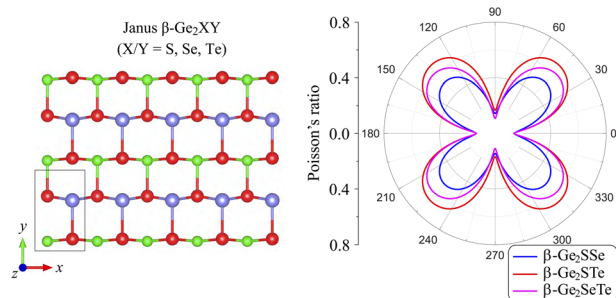 Janus β-Ge₂XY
(X/Y = S, Se, Te)
y
z
x
Poisson's ratio
0.8
0.4
0.0
0.4
0.8
90
120
60
150
30
180
0
210
330
240
300
270
β-Ge₂SSe
β-Ge₂STe
β-Ge₂SeTe